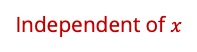 Independent of x